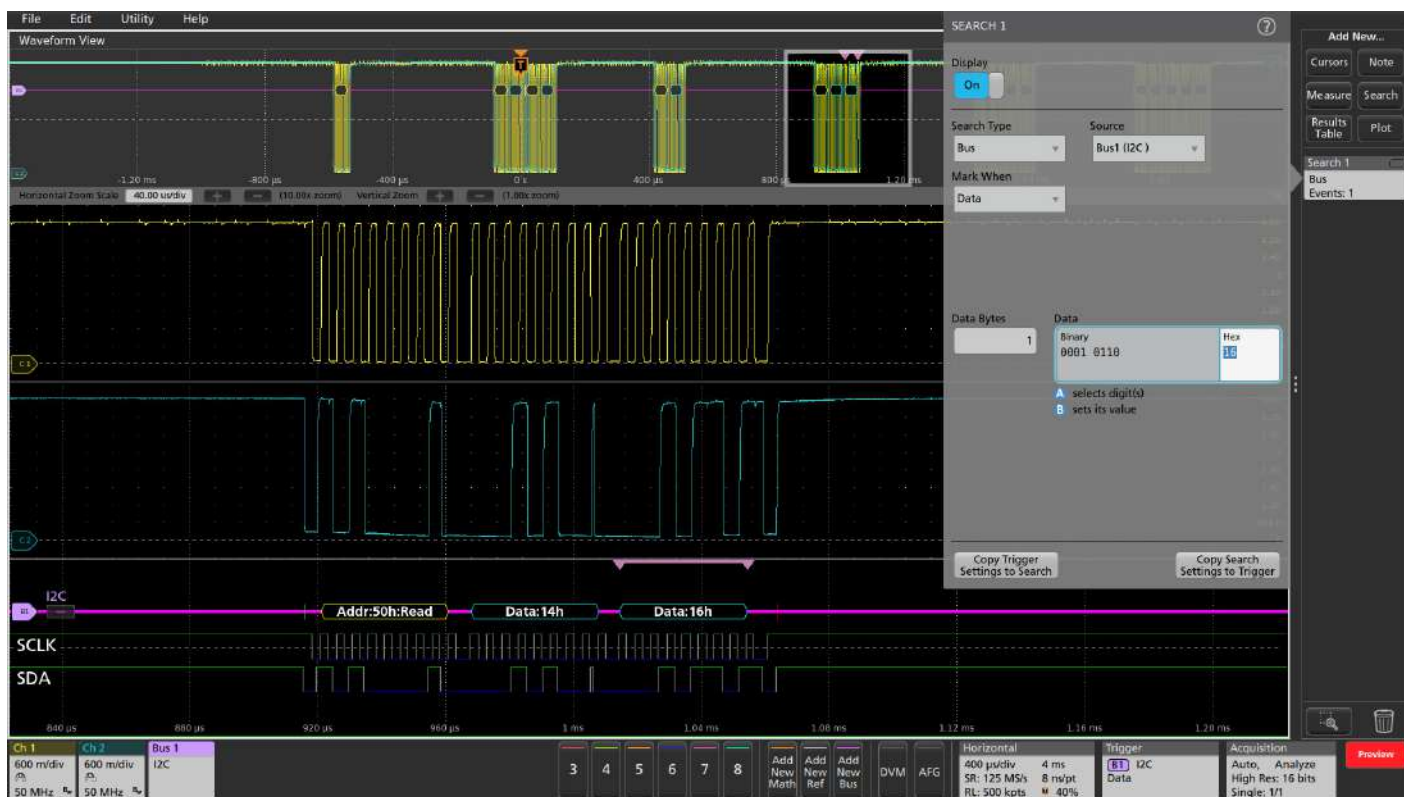 File Edit Utility Help
Waveform View
B1
T
C2
-1.20 ms -800 µs -400 µs 0 s 400 µs 800 1.20 ms
Horizontal Zoom Scale 40.00 us/div + — (10.00x zoom) Vertical Zoom + — (1.00x zoom)
C1
C2
I2C
B1
Addr:50h:Read Data:14h Data:16h
SCLK
SDA
840 µs 880 µs 920 µs 960 µs 1 ms 1.04 ms 1.08 ms 1.12 ms 1.16 ms 1.20 ms
SEARCH 1 ?
Display
On
Search Type Source
Bus Bus1 (I2C )
Mark When
Data
Data Bytes Data
1
Binary Hex
0001 0110 16
A selects digit(s)
B sets its value
Copy Trigger Copy Search
Settings to Search Settings to Trigger
Add New...
Cursors Note
Measure Search
Results Plot
Table
Search 1
Bus
Events: 1
Ch 1
600 m/div
50 MHz
Ch 2
600 m/div
50 MHz
Bus 1
I2C
3 4 5 6 7 8
Add New Math
Add New Ref
Add New Bus
DVM AFG
Horizontal
400 µs/div 4 ms
SR: 125 MS/s 8 ns/pt
RL: 500 kpts 40%
Trigger
B1 I2C
Data
Acquisition
Auto, Analyze
High Res: 16 bits
Single: 1/1
Preview